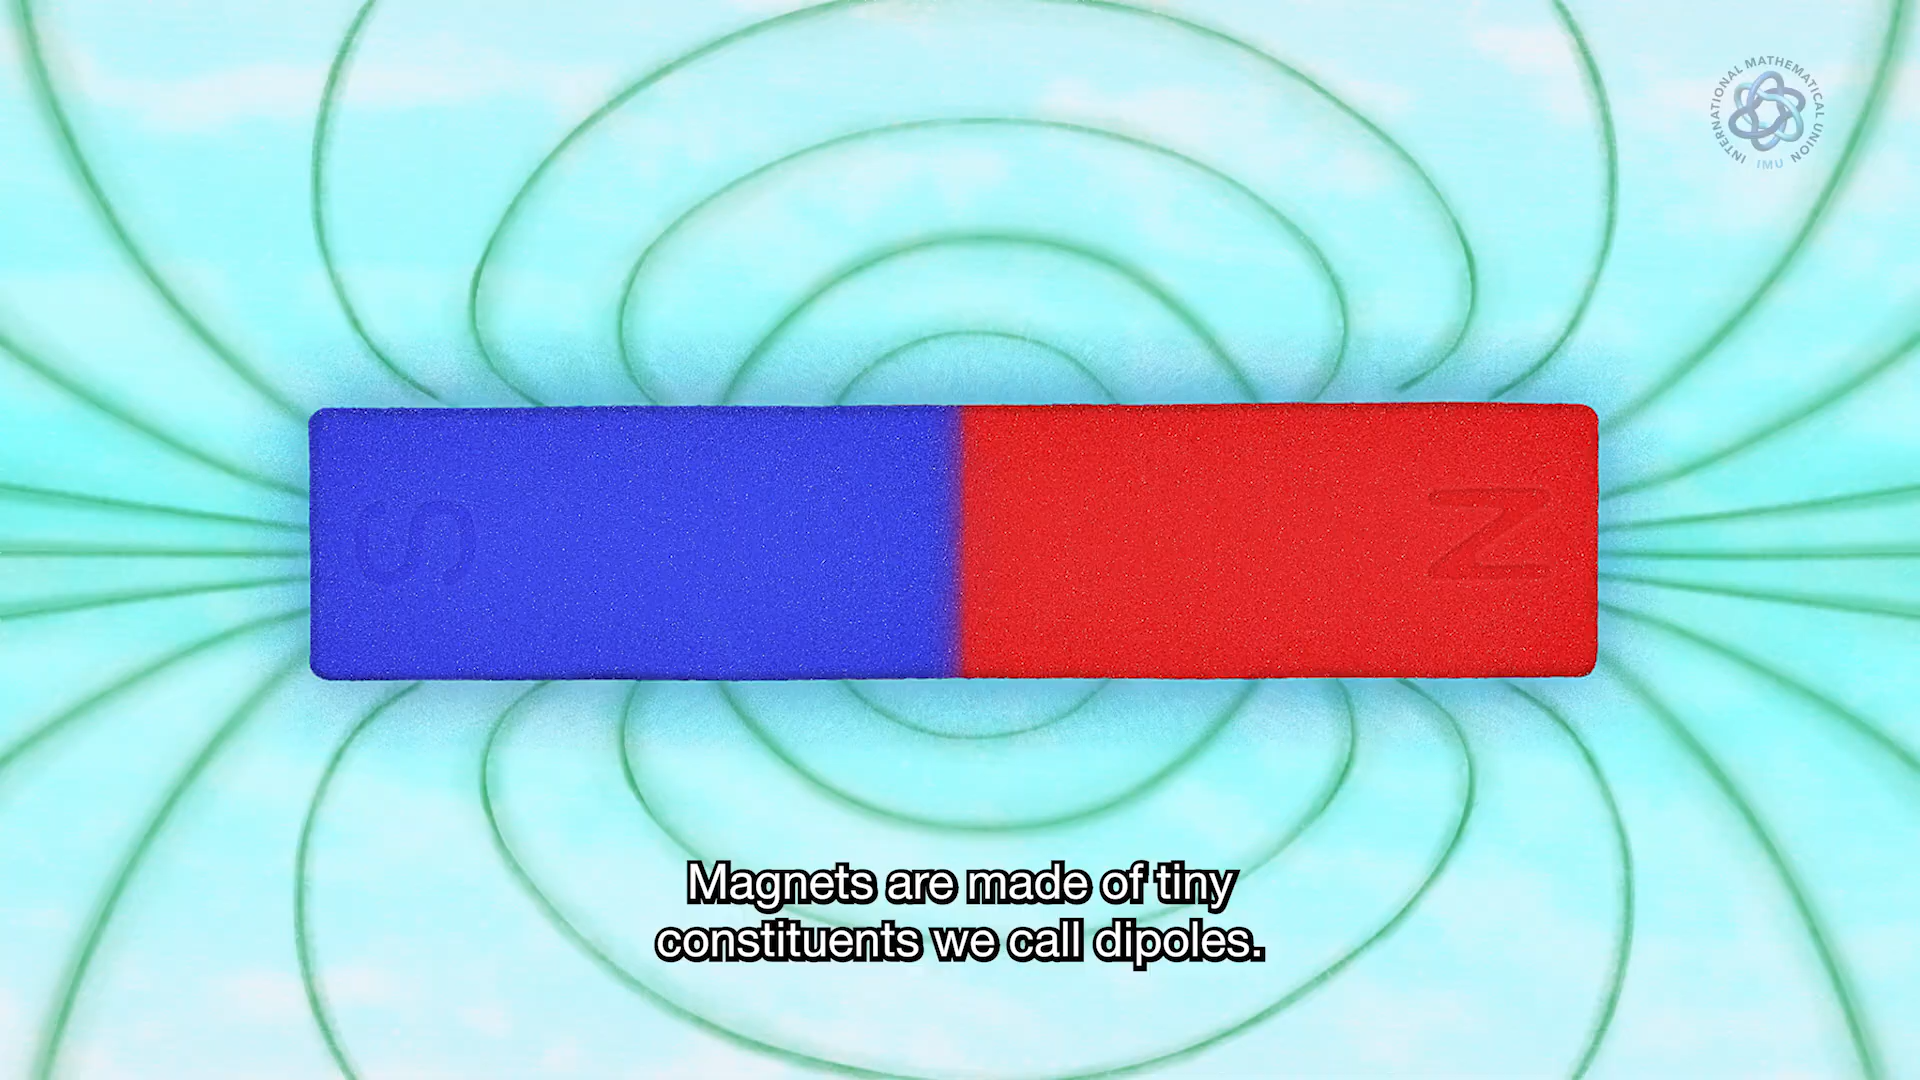 INTERNATIONAL MATHEMATICAL UNION
IMU
S
N
Magnets are made of tiny
constituents we call dipoles.